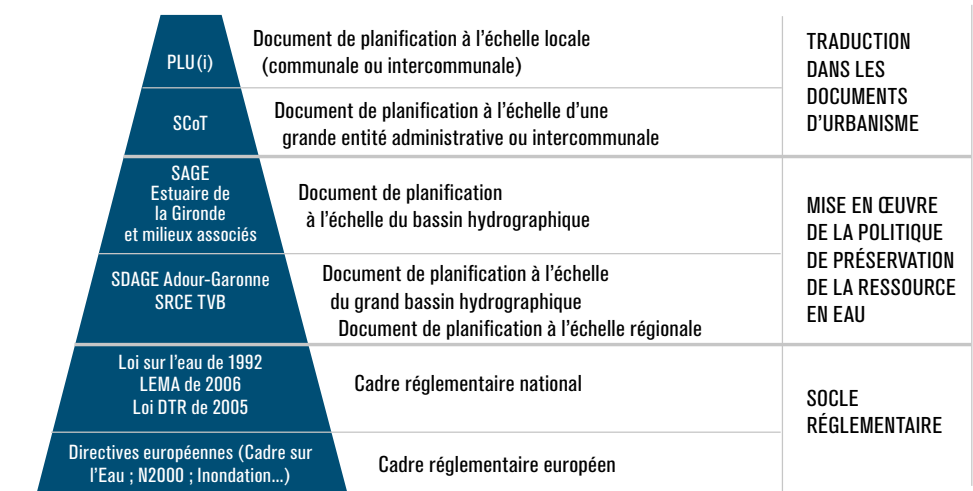 PLU(i)
Document de planification à l’échelle locale
(communale ou intercommunale)
SCoT
Document de planification à l’échelle d’une
grande entité administrative ou intercommunale
TRADUCTION
DANS LES
DOCUMENTS
D’URBANISME
SAGE
Estuaire de
la Gironde
et milieux associés
Document de planification
à l’échelle du bassin hydrographique
SDAGE Adour-Garonne
SRCE TVB
Document de planification à l’échelle
du grand bassin hydrographique
Document de planification à l’échelle régionale
MISE EN ŒUVRE
DE LA POLITIQUE
DE PRÉSERVATION
DE LA RESSOURCE
EN EAU
Loi sur l’eau de 1992
LEMA de 2006
Loi DTR de 2005
Cadre réglementaire national
Directives européennes (Cadre sur
l’Eau ; N2000 ; Inondation...)
Cadre réglementaire européen
SOCLE
RÉGLEMENTAIRE